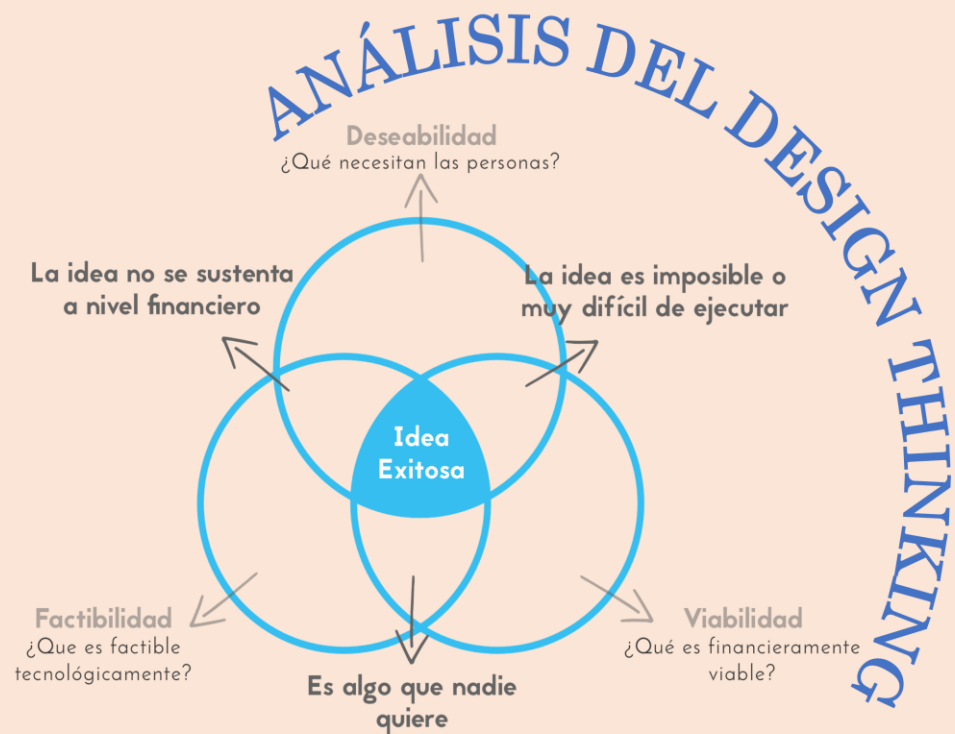 ANÁLISIS DEL DESIGN THINKING
Deseabilidad
¿Qué necesitan las personas?
La idea no se sustenta
a nivel financiero
La idea es imposible o
muy difícil de ejecutar
Idea
Exitosa
Factibilidad
¿Que es factible
tecnológicamente?
Viabilidad
¿Qué es financieramente
viable?
Es algo que nadie
quiere